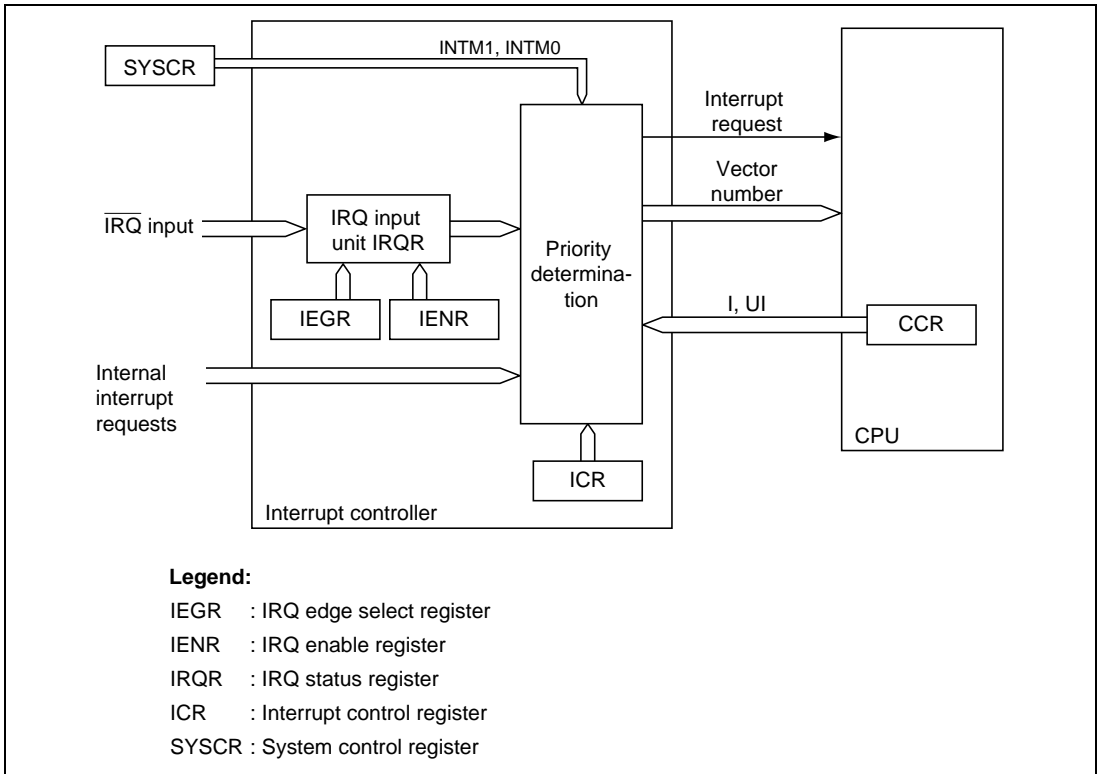 INTM1, INTM0
SYSCR
Interrupt
request
Vector
number
IRQ input
IRQ input
unit IRQR
Priority
determina-
tion
IEGR
IENR
I, UI
CCR
Internal
interrupt
requests
CPU
ICR
Interrupt controller
Legend:
IEGR : IRQ edge select register
IENR : IRQ enable register
IRQR : IRQ status register
ICR : Interrupt control register
SYSCR : System control register